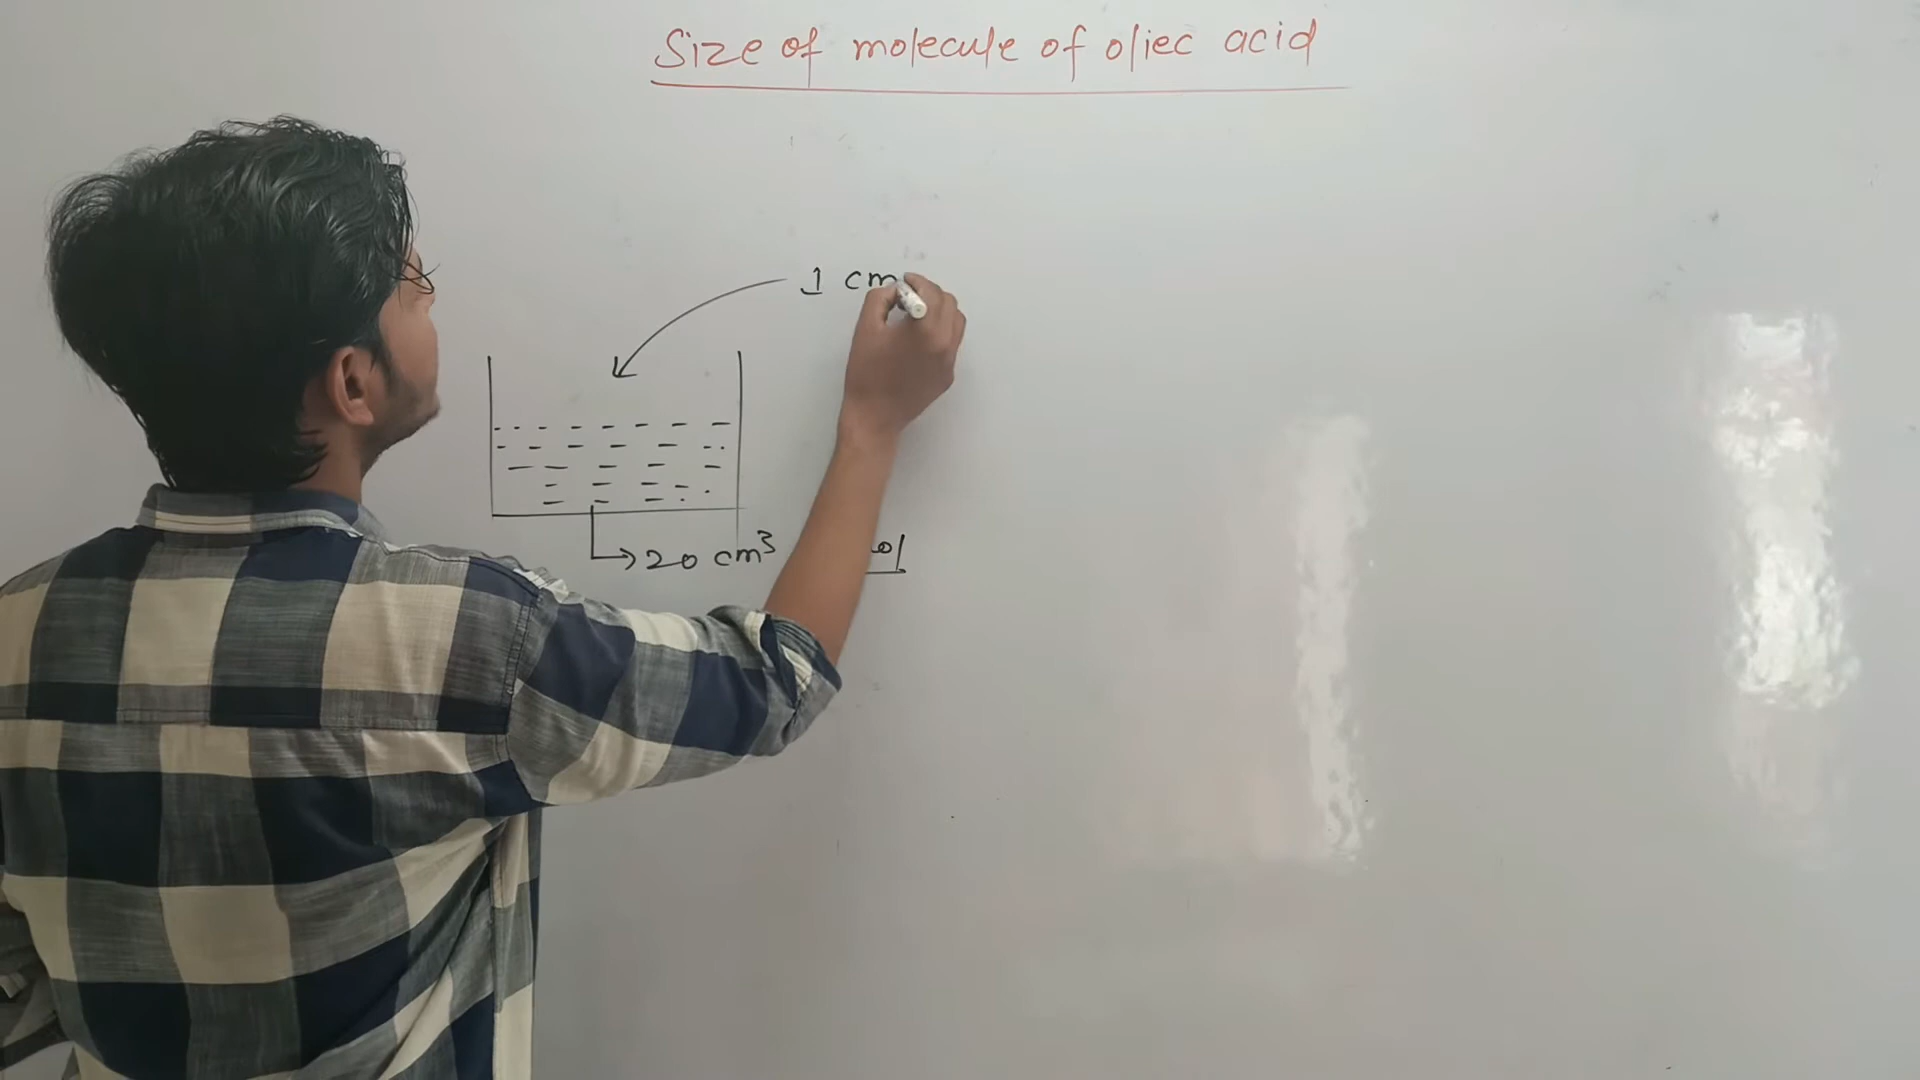 Size of molecule of oliec acid
1 cm
20 cm³